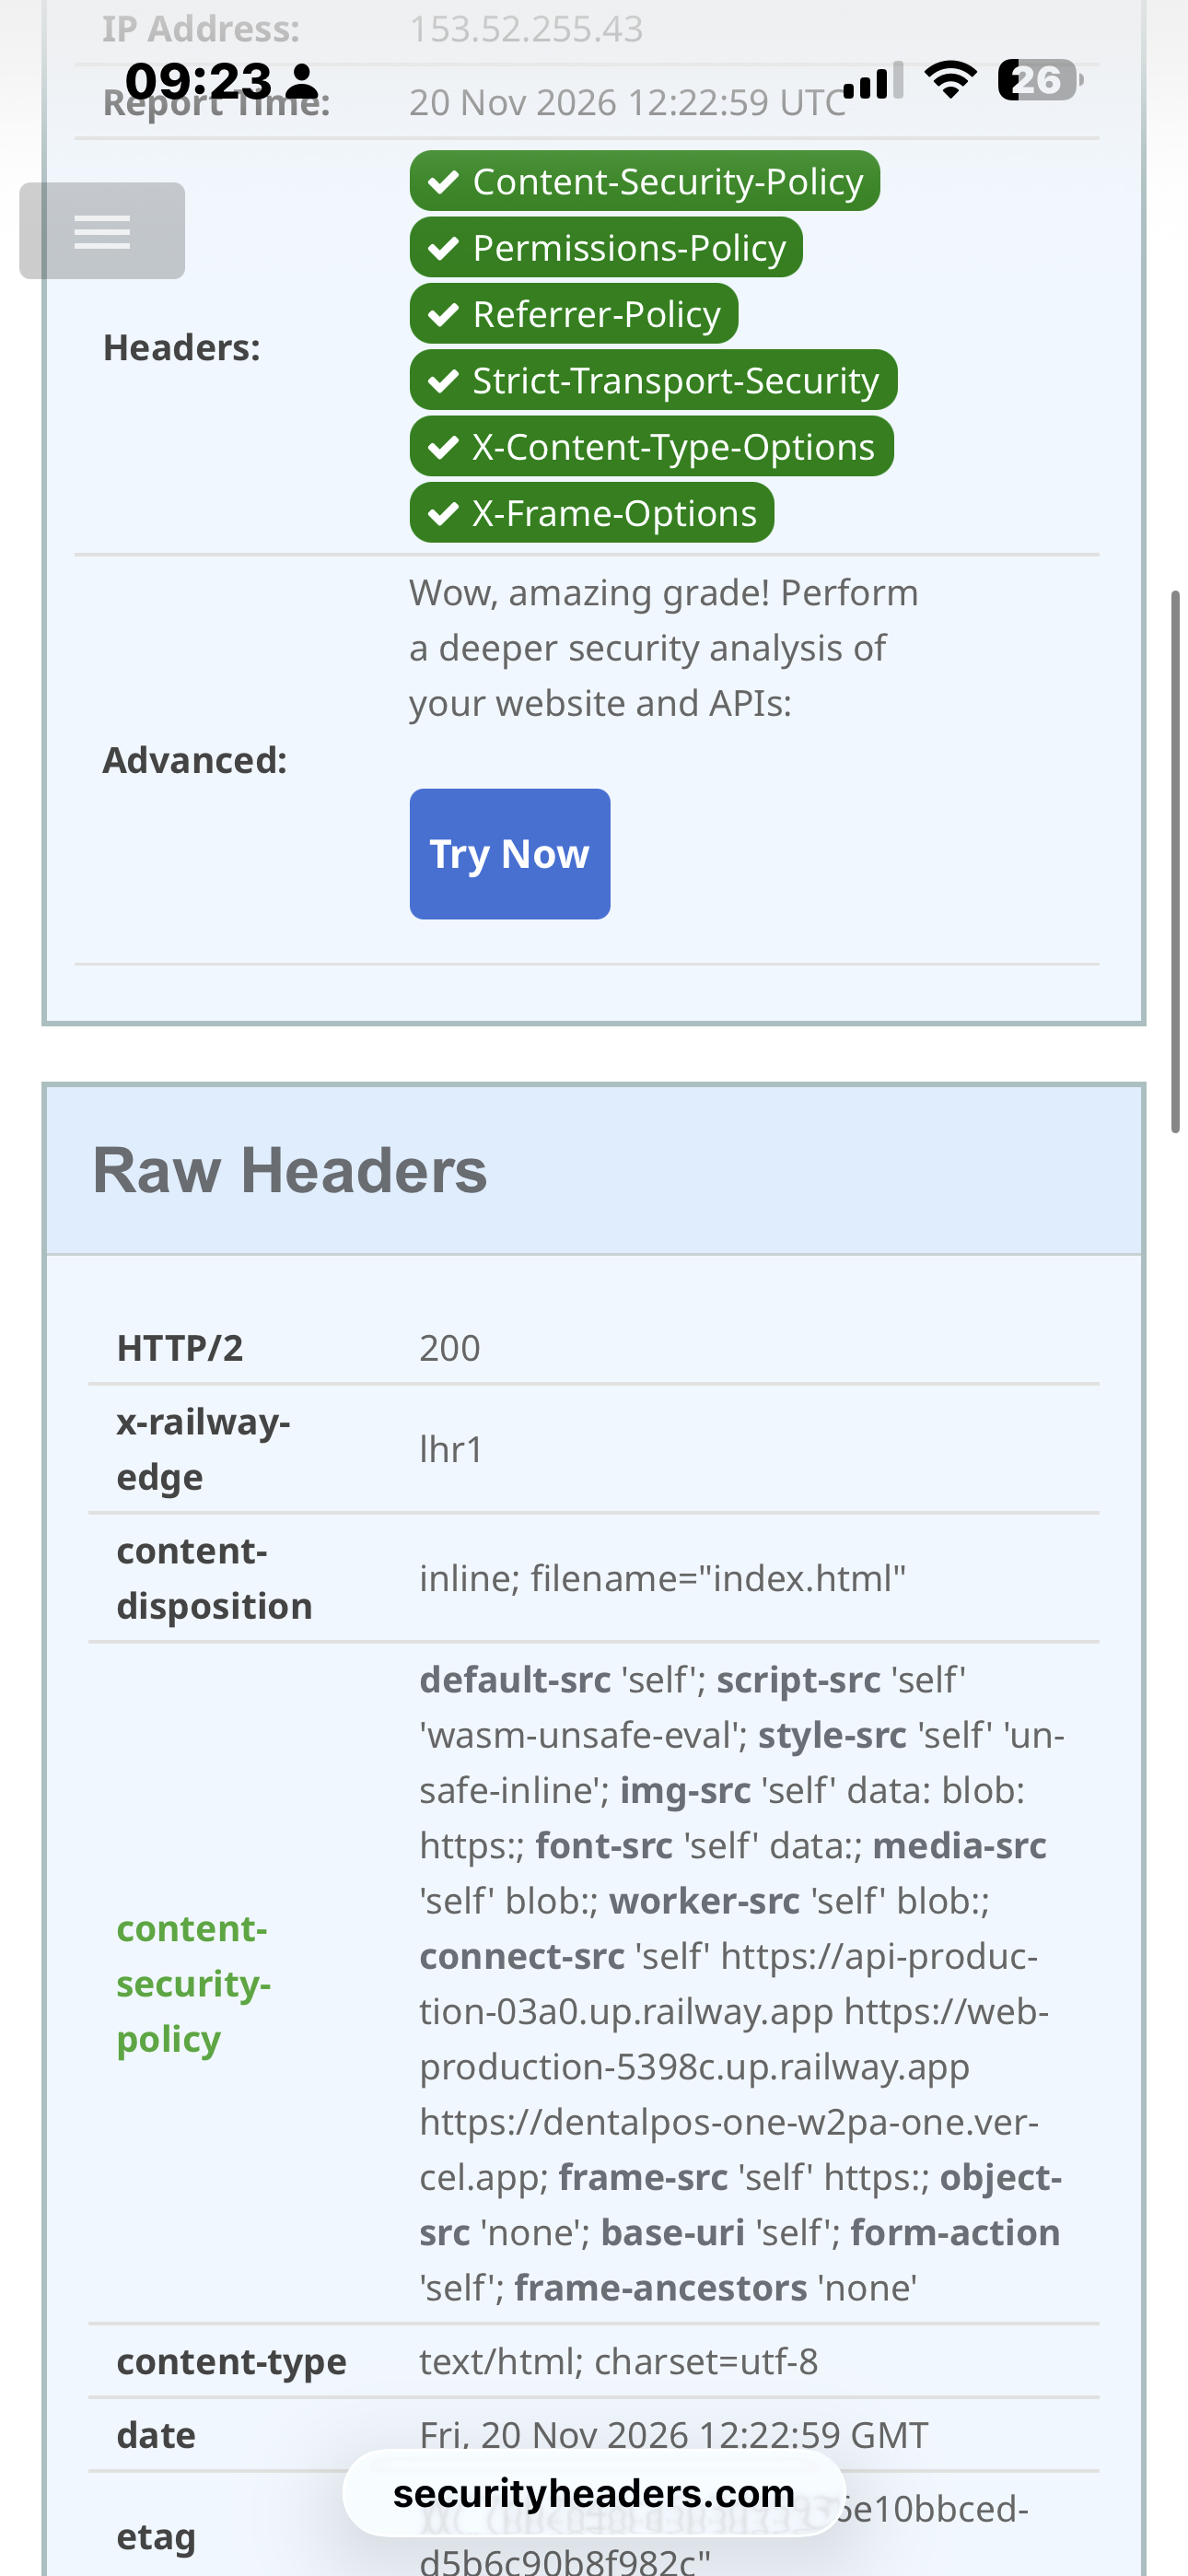 IP Address: 153.52.255.43
09:23
26
Report Time: 20 Nov 2026 12:22:59 UTC
Headers:
Content-Security-Policy
Permissions-Policy
Referrer-Policy
Strict-Transport-Security
X-Content-Type-Options
X-Frame-Options
Advanced:
Wow, amazing grade! Perform
a deeper security analysis of
your website and APIs:
Try Now
Raw Headers
HTTP/2 200
x-railway-
edge
lhr1
content-
disposition
inline; filename="index.html"
content-
security-
policy
default-src 'self'; script-src 'self'
'wasm-unsafe-eval'; style-src 'self' 'un-
safe-inline'; img-src 'self' data: blob:
https:; font-src 'self' data:; media-src
'self' blob:; worker-src 'self' blob:;
connect-src 'self' https://api-produc-
tion-03a0.up.railway.app https://web-
production-5398c.up.railway.app
https://dentalpos-one-w2pa-one.ver-
cel.app; frame-src 'self' https:; object-
src 'none'; base-uri 'self'; form-action
'self'; frame-ancestors 'none'
content-type text/html; charset=utf-8
date Fri, 20 Nov 2026 12:22:59 GMT
securityheaders.com
etag
d5b6c90b8f982c"